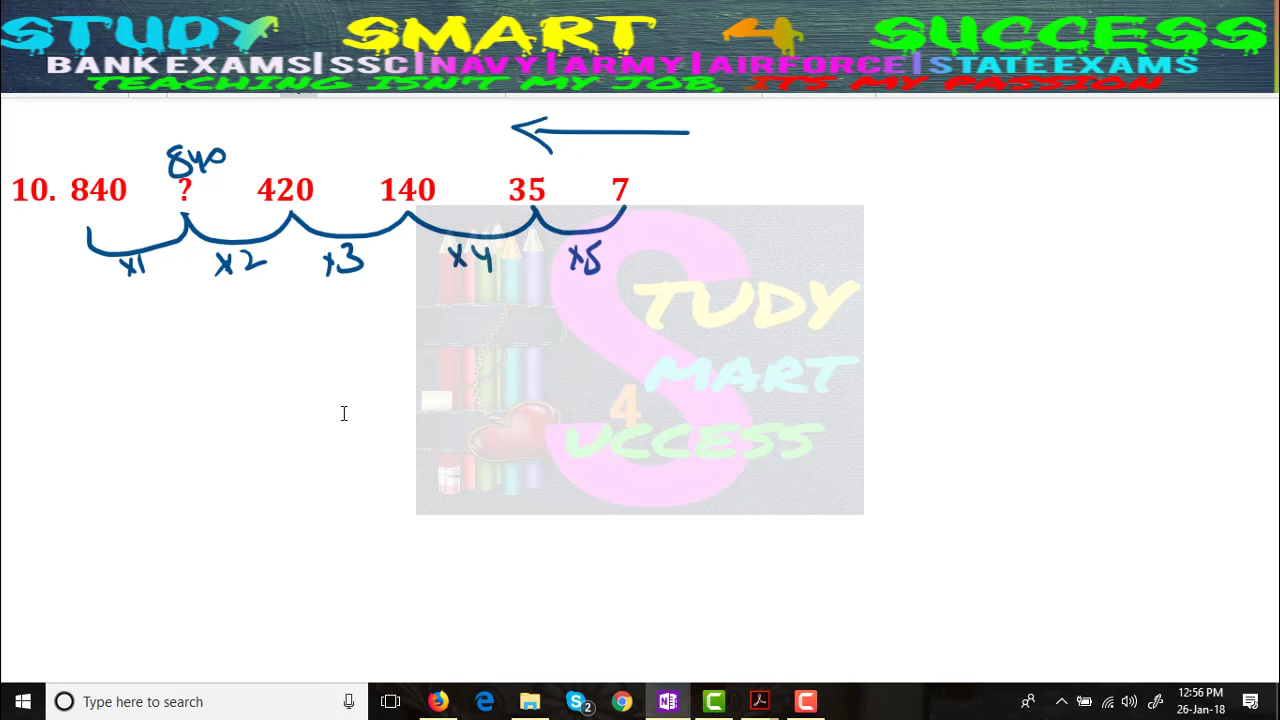 STUDY SMART 4 SUCCESS
BANK EXAMS|SSC|NAVY|ARMY|AIRFORCE|STATE EXAMS
TEACHING ISN'T MY JOB, IT'S MY PASSION
840
10. 840 ? 420 140 35 7
x1 x2 x3 x4 x5
STUDY
MART
4
UCCESS
Type here to search
2
12:56 PM
26-Jan-18